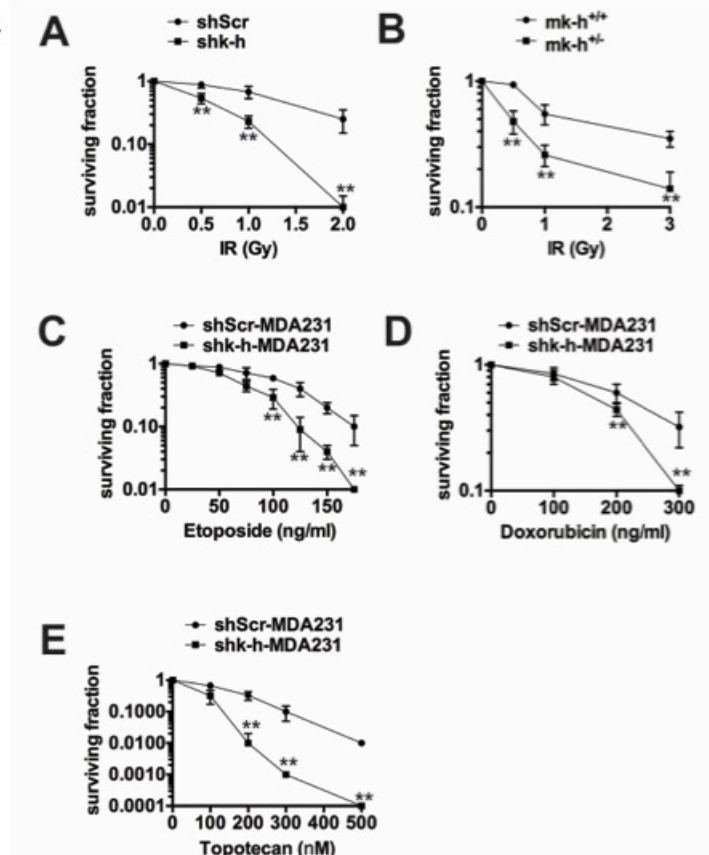 A
shScr
shk-h
surviving fraction
1
0.10
0.01
**
**
**
0.0 0.5 1.0 1.5 2.0
IR (Gy)
B
mk-h+/+
mk-h+/-
surviving fraction
1
0.1
**
**
**
0 1 2 3
IR (Gy)
C
shScr-MDA231
shk-h-MDA231
surviving fraction
1
0.10
0.01
**
** ** **
0 50 100 150
Etoposide (ng/ml)
D
shScr-MDA231
shk-h-MDA231
surviving fraction
1
0.1
**
**
0 100 200 300
Doxorubicin (ng/ml)
E
shScr-MDA231
shk-h-MDA231
surviving fraction
1
0.1000
0.0100
0.0010
0.0001
**
**
**
0 100 200 300 400 500
Topotecan (nM)